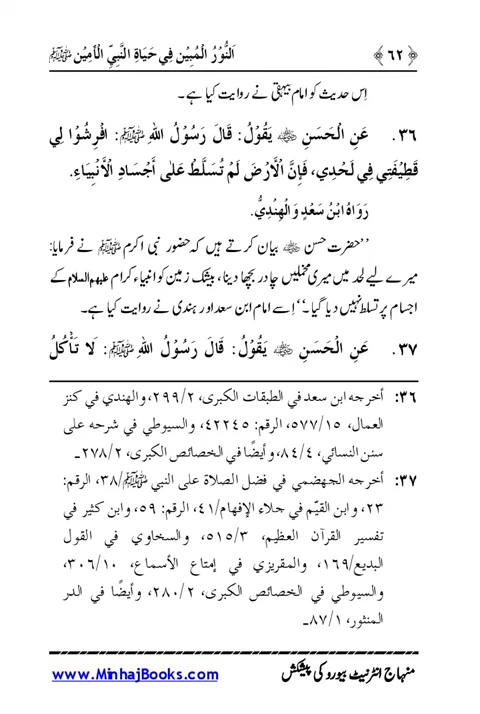 ﴿٦٢﴾ اَلنُّوْرُ الْمُبِيْن فِي حَيَاةِ النَّبِيِّ الْأَمِيْن ﷺ
اِس حدیث کو امام بیہقی نے روایت کیا ہے۔
٣٦. عَنِ الْحَسَنِ ﷺ يَقُوْلُ: قَالَ رَسُوْلُ اللهِ ﷺ: افْرِشُوْا لِي
قَطِيْفَتِي فِي لَحْدِي، فَإِنَّ الْأَرْضَ لَمْ تُسَلَّطْ عَلٰى أَجْسَادِ الْأَنْبِيَاءِ.
رَوَاهُ ابْنُ سَعْدٍ وَالْهِنْدِيُّ.
’’حضرت حسن بیان کرتے ہیں کہ حضور نبی اکرم ﷺ نے فرمایا:
میرے لیے لحد میں میری مخملیں چادر بچھا دینا، بیشک زمین کو انبیاء کرام علیہم السلام کے
اجسام پر تسلط نہیں دیا گیا۔‘‘ اِسے امام ابن سعد اور ہندی نے روایت کیا ہے۔
٣٧. عَنِ الْحَسَنِ ﷺ يَقُوْلُ: قَالَ رَسُوْلُ اللهِ ﷺ: لَا تَأْكُلُ
٣٦: أخرجه ابن سعد في الطبقات الكبرى، ٢/٢٩٩، والهندي في كنز
العمال، ١٥/٥٧٧، الرقم: ٤٢٢٤٥، والسيوطي في شرحه على
سنن النسائي، ٤/٨٤، وأيضًا في الخصائص الكبرى، ٢/٢٧٨۔
٣٧: أخرجه الجهضمي في فضل الصلاة على النبي ﷺ/٣٨، الرقم:
٢٣، وابن القيّم في جلاء الإفهام/٤١، الرقم: ٥٩، وابن كثير في
تفسير القرآن العظيم، ٣/٥١٥، والسخاوي في القول
البديع/١٦٩، والمقريزي في إمتاع الأسماع، ١٠/٣٠٦،
والسيوطي في الخصائص الكبرى، ٢/٢٨٠، وأيضًا في الدر
المنثور، ١/٨٧۔
منہاج انٹرنیٹ بیورو کی پیشکش www.MinhajBooks.com